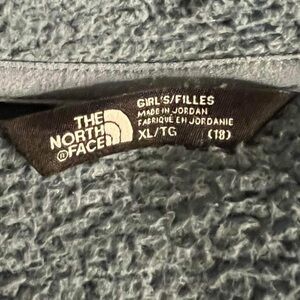 THE
NORTH
®FACE
GIRL'S/FILLES
MADE IN JORDAN
FABRIQUÉ EN JORDANIE
XL/TG (18)